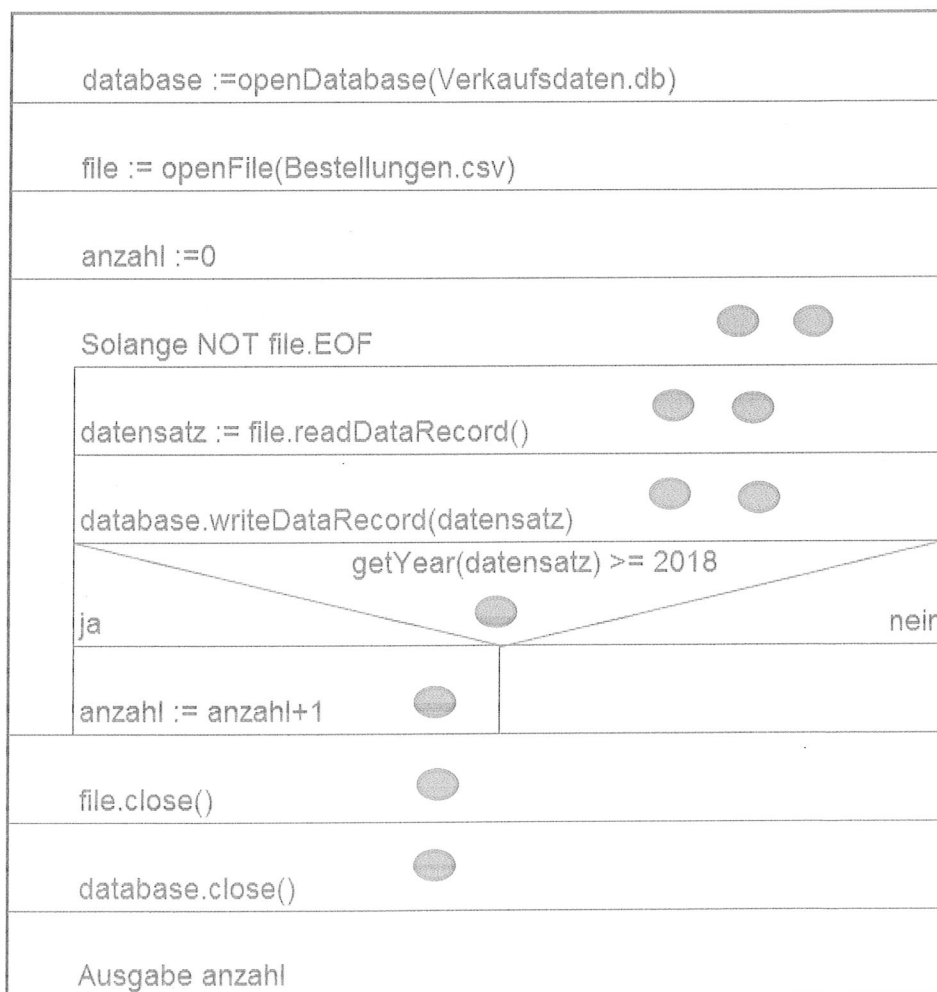 database :=openDatabase(Verkaufsdaten.db)
file := openFile(Bestellungen.csv)
anzahl :=0
Solange NOT file.EOF
datensatz := file.readDataRecord()
database.writeDataRecord(datensatz)
getYear(datensatz) >= 2018
ja nein
anzahl := anzahl+1
file.close()
database.close()
Ausgabe anzahl